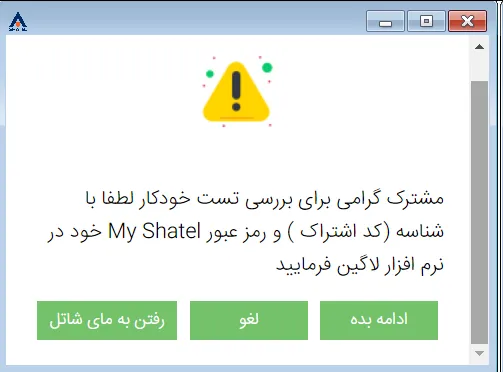 مشترک گرامی برای بررسی تست خودکار لطفا با
شناسه (کد اشتراک ) و رمز عبور My Shatel خود در
نرم افزار لاگین فرمایید
ادامه بده
لغو
رفتن به مای شاتل